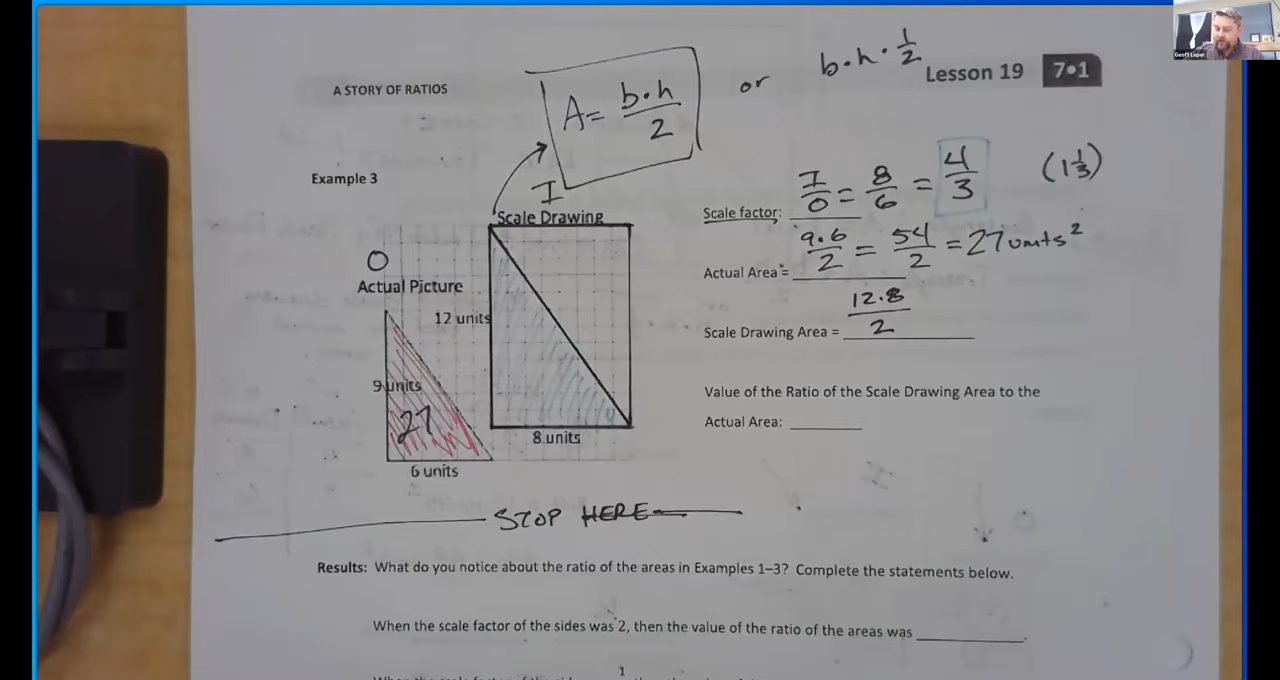 A STORY OF RATIOS
A = b•h / 2
or
b•h • 1/2
Lesson 19
7•1
Example 3
I
Scale Drawing
Scale factor: I/O = 8/6 = 4/3 (1 1/3)
O
Actual Picture
12 units
9 units
27
6 units
8 units
Actual Area = 9•6/2 = 54/2 = 27 units²
Scale Drawing Area = 12•8/2
Value of the Ratio of the Scale Drawing Area to the
Actual Area:
STOP HERE
Results: What do you notice about the ratio of the areas in Examples 1–3? Complete the statements below.
When the scale factor of the sides was 2, then the value of the ratio of the areas was
1
Geoff Loper